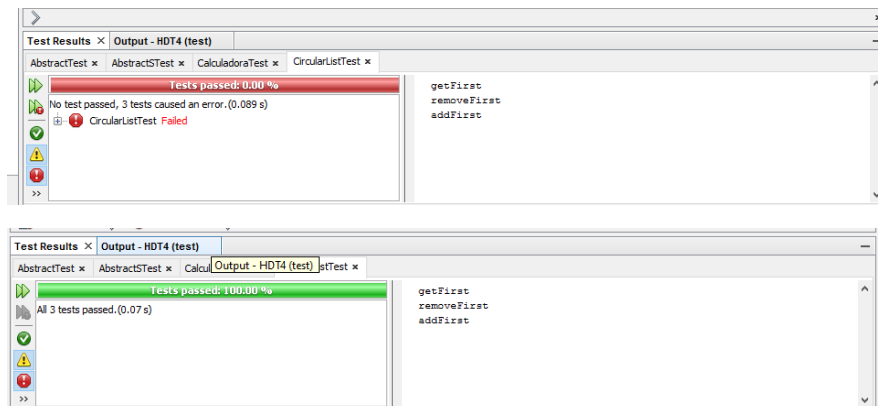 Test Results × Output - HDT4 (test)
AbstractTest × AbstractSTest × CalculadoraTest × CircularListTest ×
Tests passed: 0.00 %
No test passed, 3 tests caused an error.(0.089 s)
CircularListTest Failed
getFirst
removeFirst
addFirst
>>
Test Results × Output - HDT4 (test)
AbstractTest × AbstractSTest × Calcul Output - HDT4 (test) stTest ×
Tests passed: 100.00 %
All 3 tests passed.(0.07 s)
getFirst
removeFirst
addFirst
>>